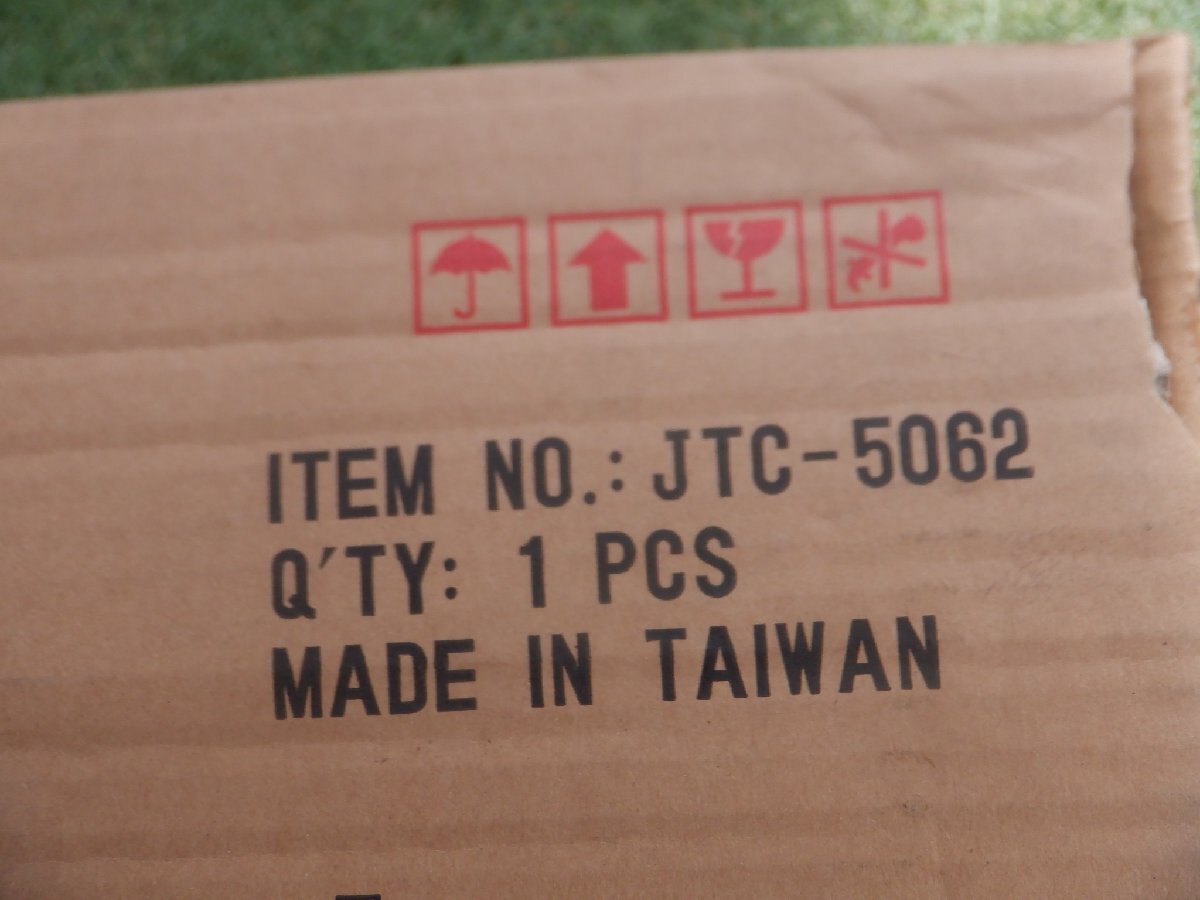 ITEM NO.: JTC-5062
Q'TY: 1 PCS
MADE IN TAIWAN